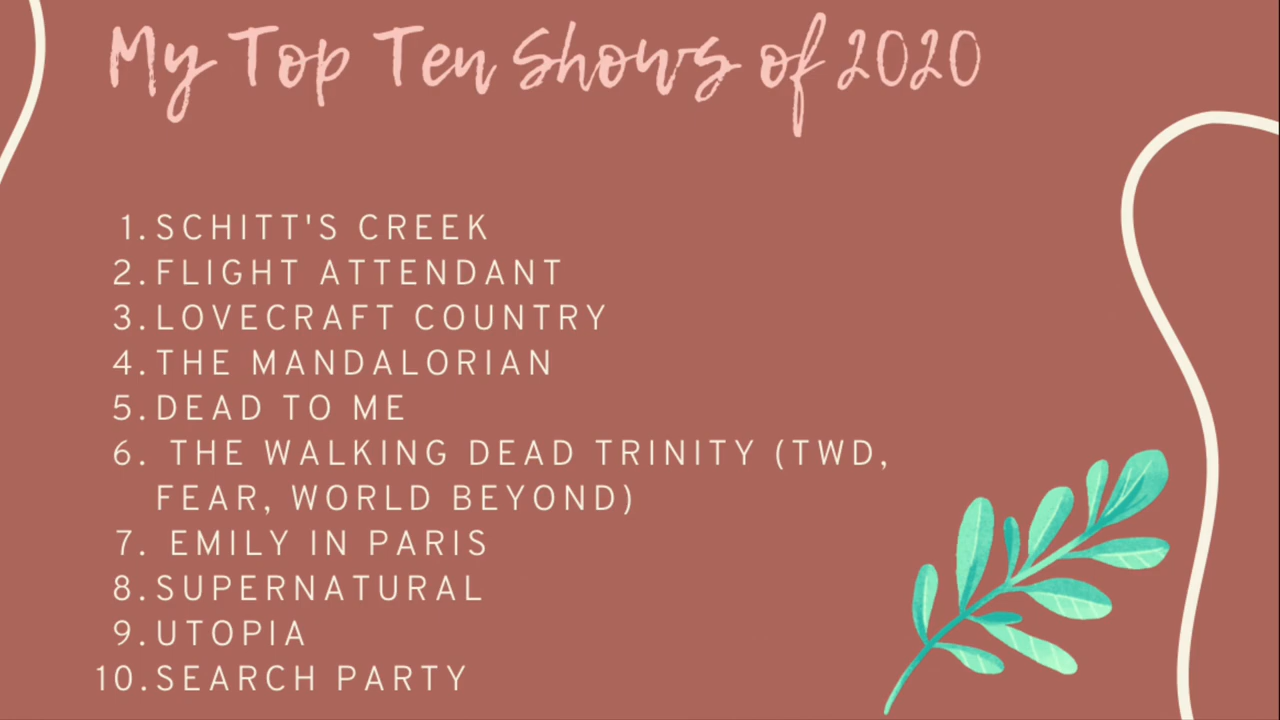 My Top Ten Shows of 2020
1. SCHITT'S CREEK
2. FLIGHT ATTENDANT
3. LOVECRAFT COUNTRY
4. THE MANDALORIAN
5. DEAD TO ME
6. THE WALKING DEAD TRINITY (TWD,
FEAR, WORLD BEYOND)
7. EMILY IN PARIS
8. SUPERNATURAL
9. UTOPIA
10. SEARCH PARTY